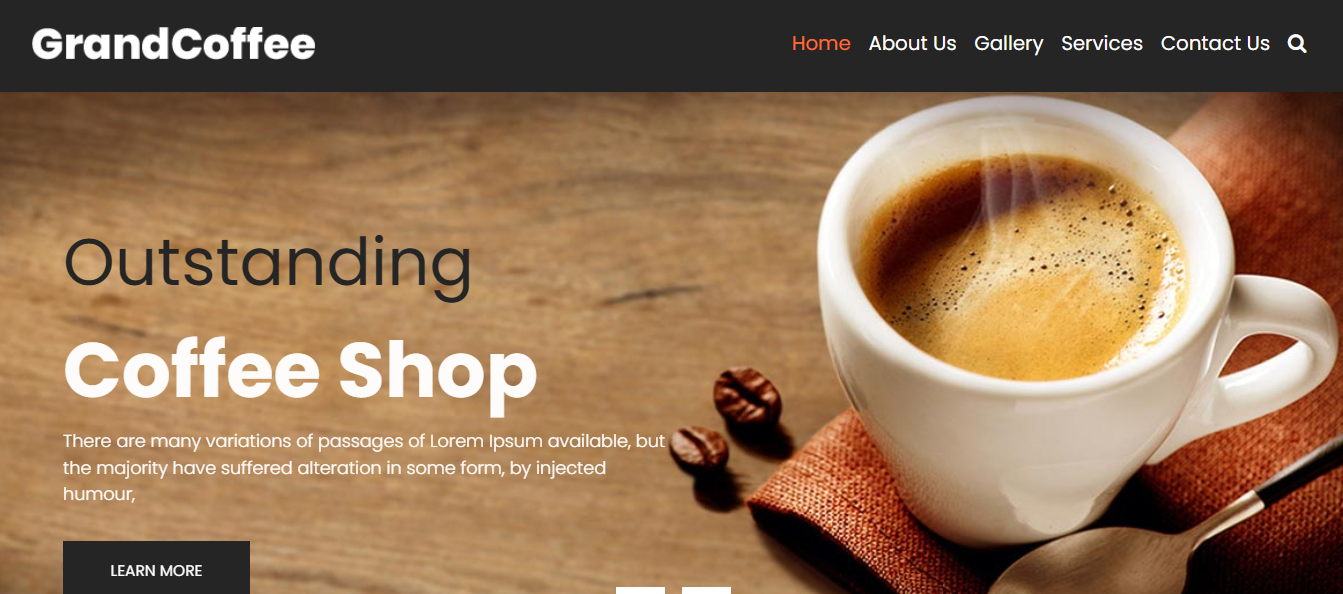 GrandCoffee
Home About Us Gallery Services Contact Us
Outstanding
Coffee Shop
There are many variations of passages of Lorem Ipsum available, but
the majority have suffered alteration in some form, by injected
humour,
LEARN MORE